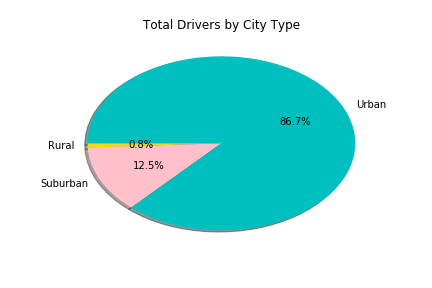 Total Drivers by City Type
Urban
86.7%
Rural
0.8%
12.5%
Suburban